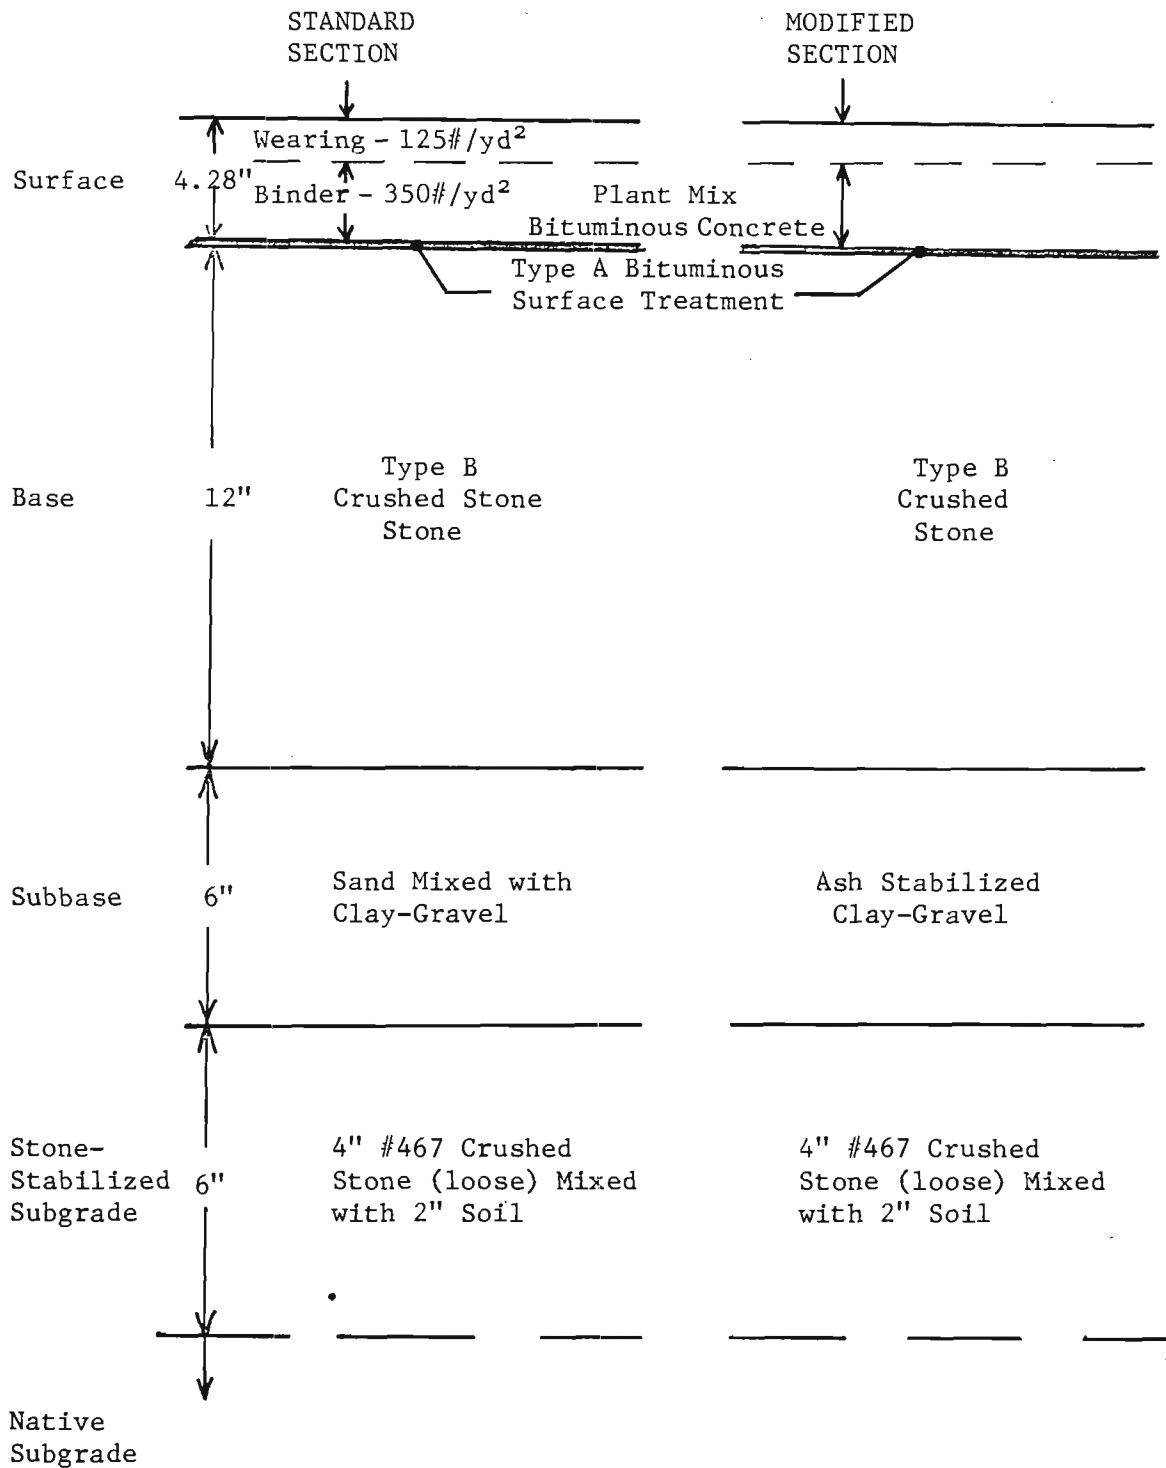 STANDARD
SECTION
MODIFIED
SECTION
Wearing - 125#/yd²
Surface 4.28"
Binder - 350#/yd²
Plant Mix
Bituminous Concrete
Type A Bituminous
Surface Treatment
Base 12"
Type B
Crushed Stone
Stone
Type B
Crushed
Stone
Subbase 6"
Sand Mixed with
Clay-Gravel
Ash Stabilized
Clay-Gravel
Stone-
Stabilized 6"
Subgrade
4" #467 Crushed
Stone (loose) Mixed
with 2" Soil
4" #467 Crushed
Stone (loose) Mixed
with 2" Soil
Native
Subgrade